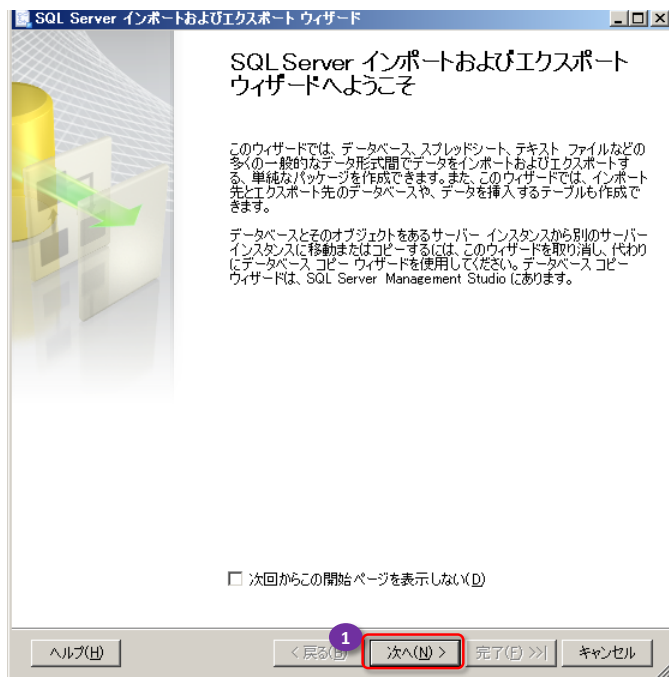 SQL Server インポートおよびエクスポート ウィザード
SQL Server インポートおよびエクスポート
ウィザードへようこそ
このウィザードでは、データベース、スプレッドシート、テキスト ファイルなどの
多くの一般的なデータ形式間でデータをインポートおよびエクスポートす
る、単純なパッケージを作成できます。また、このウィザードでは、インポート
先とエクスポート先のデータベースや、データを挿入するテーブルも作成で
きます。
データベースとそのオブジェクトをあるサーバー インスタンスから別のサーバー
インスタンスに移動またはコピーするには、このウィザードを取り消し、代わり
にデータベース コピー ウィザードを使用してください。データベース コピー
ウィザードは、SQL Server Management Studio にあります。
次回からこの開始ページを表示しない(D)
1
ヘルプ(H)
< 戻る(B)
次へ(N) >
完了(F) >>|
キャンセル